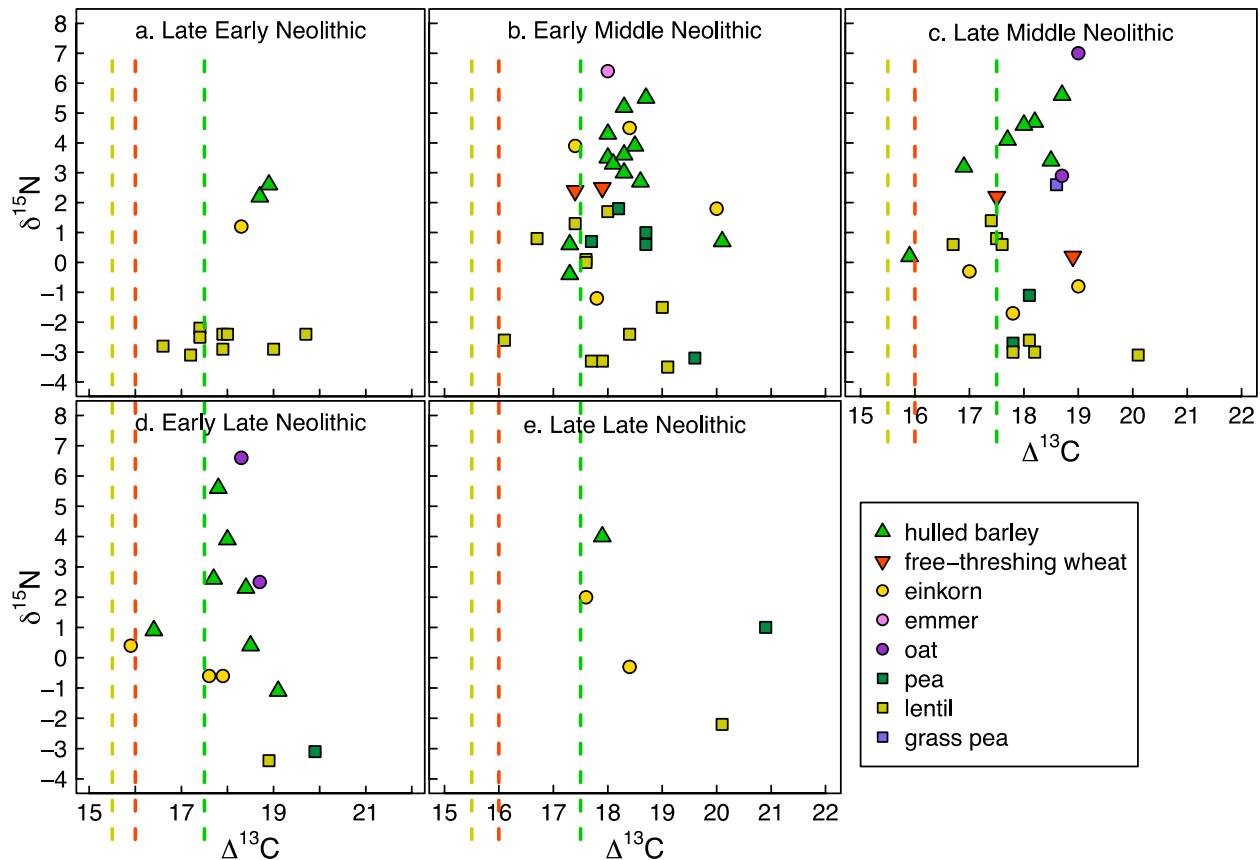 a. Late Early Neolithic
b. Early Middle Neolithic
c. Late Middle Neolithic
8
7
6
5
4
3
2
1
0
−1
−2
−3
−4
δ¹⁵N
15 16 17 18 19 20 21 22
Δ¹³C
d. Early Late Neolithic
e. Late Late Neolithic
8
7
6
5
4
3
2
1
0
−1
−2
−3
−4
δ¹⁵N
15 17 19 21
Δ¹³C
15 16 17 18 19 20 21 22
Δ¹³C
hulled barley
free−threshing wheat
einkorn
emmer
oat
pea
lentil
grass pea